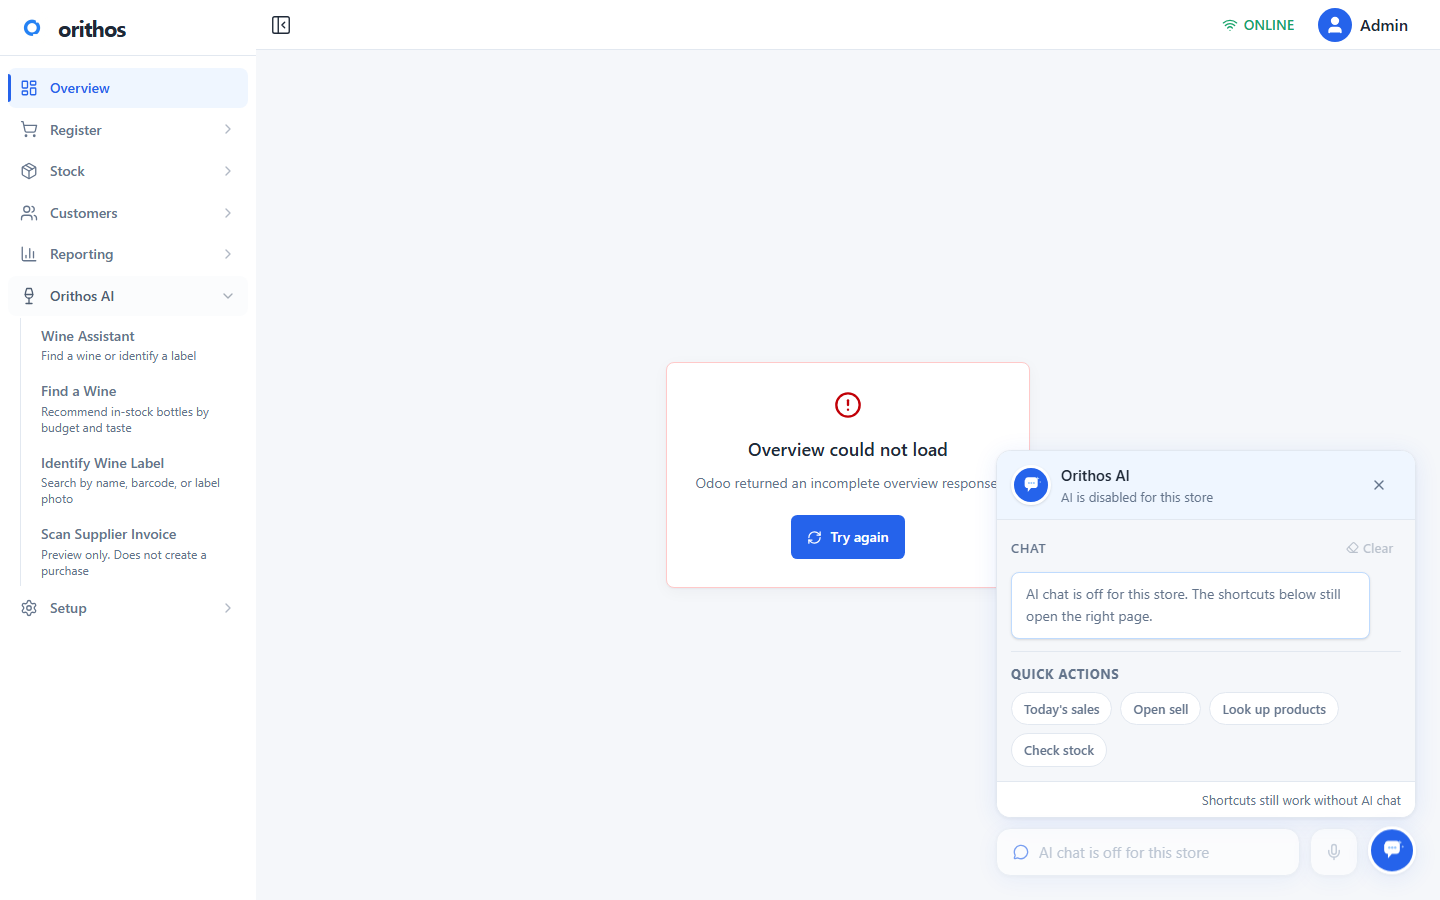 orithos
ONLINE
Admin
Overview
Register
Stock
Customers
Reporting
Orithos AI
Wine Assistant
Find a wine or identify a label
Find a Wine
Recommend in-stock bottles by
budget and taste
Identify Wine Label
Search by name, barcode, or label
photo
Scan Supplier Invoice
Preview only. Does not create a
purchase
Setup
Overview could not load
Odoo returned an incomplete overview response
Try again
Orithos AI
AI is disabled for this store
CHAT
Clear
AI chat is off for this store. The shortcuts below still
open the right page.
QUICK ACTIONS
Today's sales
Open sell
Look up products
Check stock
Shortcuts still work without AI chat
AI chat is off for this store